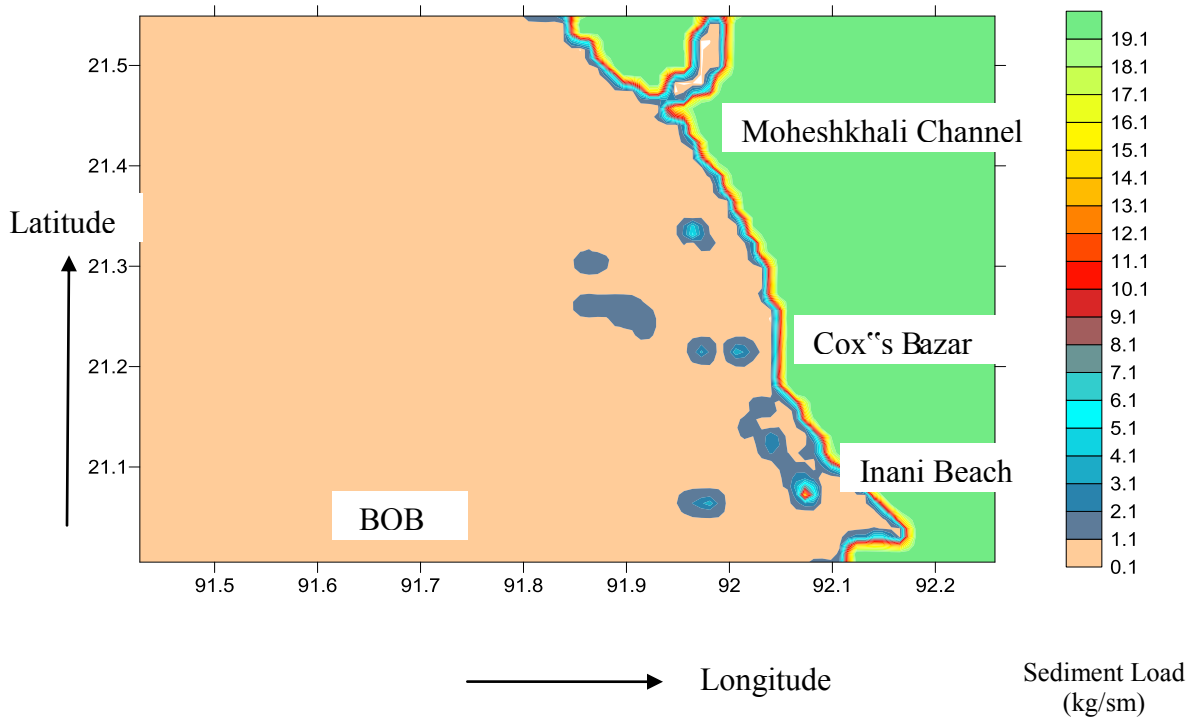 21.5
21.4
21.3
21.2
21.1
Latitude
Moheshkhali Channel
Cox‟s Bazar
Inani Beach
BOB
91.5 91.6 91.7 91.8 91.9 92 92.1 92.2
Longitude
19.1
18.1
17.1
16.1
15.1
14.1
13.1
12.1
11.1
10.1
9.1
8.1
7.1
6.1
5.1
4.1
3.1
2.1
1.1
0.1
Sediment Load
(kg/sm)